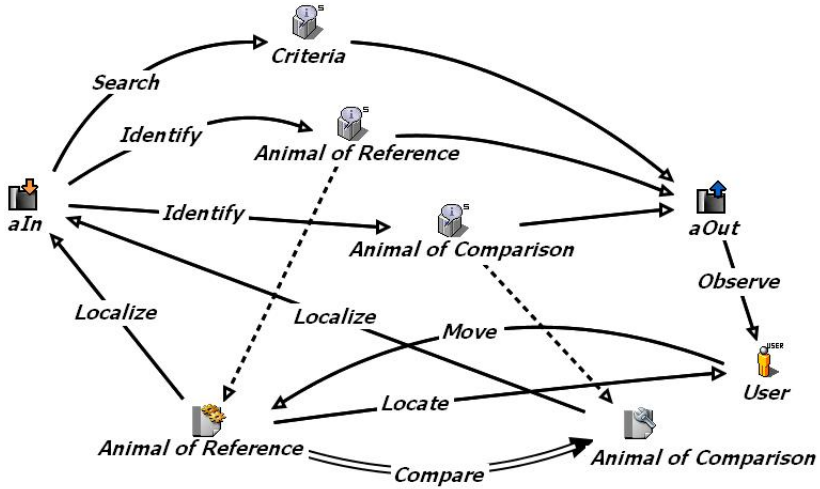 S
Criteria
Search
S
Identify
Animal of Reference
aIn
Identify
S
Animal of Comparison
aOut
Observe
Localize
Localize
Move
USER
User
Locate
Animal of Reference
Animal of Comparison
Compare